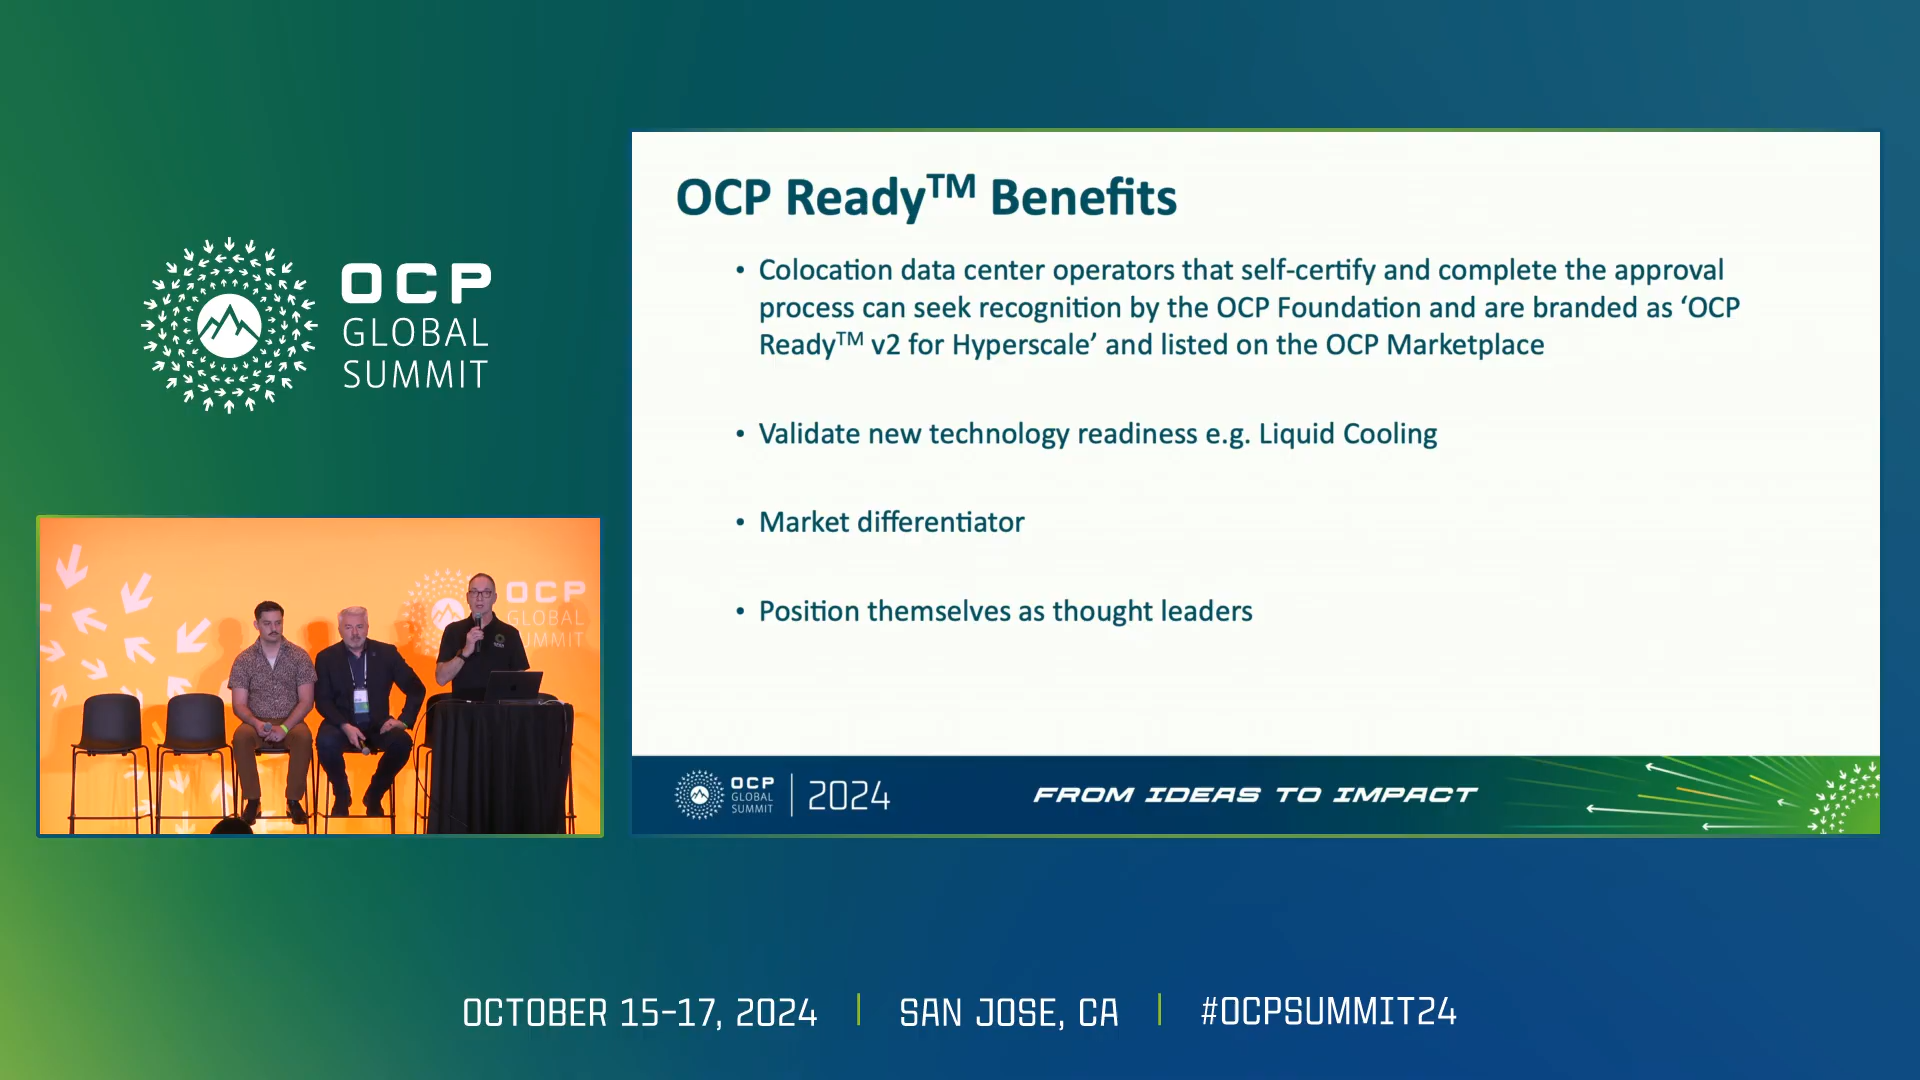 OCP
GLOBAL
SUMMIT
OCP
GLOBAL
SUMMIT
OCP Ready™ Benefits
• Colocation data center operators that self-certify and complete the approval
process can seek recognition by the OCP Foundation and are branded as ‘OCP
Ready™ v2 for Hyperscale’ and listed on the OCP Marketplace
• Validate new technology readiness e.g. Liquid Cooling
• Market differentiator
• Position themselves as thought leaders
OCP
GLOBAL
SUMMIT
2024
FROM IDEAS TO IMPACT
OCTOBER 15-17, 2024 | SAN JOSE, CA | #OCPSUMMIT24